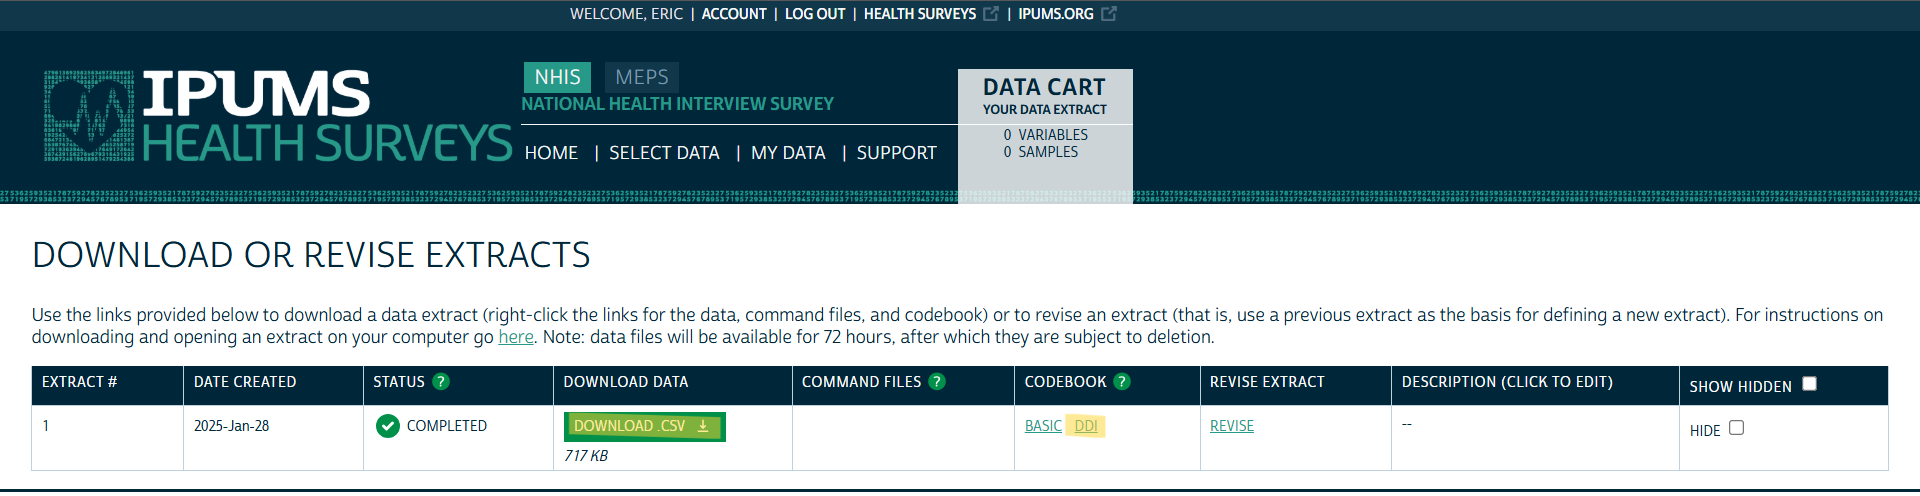 WELCOME, ERIC | ACCOUNT | LOG OUT | HEALTH SURVEYS | IPUMS.ORG
IPUMS
HEALTH SURVEYS
NHIS MEPS
NATIONAL HEALTH INTERVIEW SURVEY
HOME | SELECT DATA | MY DATA | SUPPORT
DATA CART
YOUR DATA EXTRACT
0 VARIABLES
0 SAMPLES
DOWNLOAD OR REVISE EXTRACTS
Use the links provided below to download a data extract (right-click the links for the data, command files, and codebook) or to revise an extract (that is, use a previous extract as the basis for defining a new extract). For instructions on
downloading and opening an extract on your computer go here. Note: data files will be available for 72 hours, after which they are subject to deletion.
EXTRACT # DATE CREATED STATUS ? DOWNLOAD DATA COMMAND FILES ? CODEBOOK ? REVISE EXTRACT DESCRIPTION (CLICK TO EDIT) SHOW HIDDEN
1 2025-Jan-28 COMPLETED DOWNLOAD .CSV BASIC DDI REVISE -- HIDE
717 KB